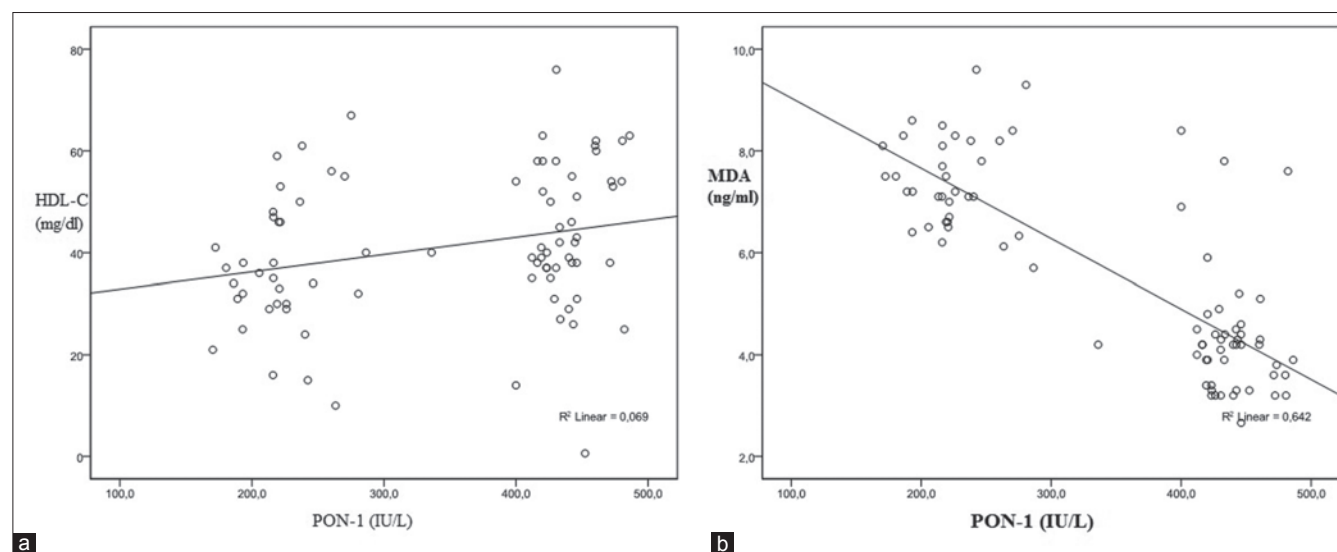 80
60
HDL-C
(mg/dl)
40
20
0
R² Linear = 0,069
100,0 200,0 300,0 400,0 500,0
PON-1 (IU/L)
a
10,0
8,0
MDA
(ng/ml)
6,0
4,0
2,0
R² Linear = 0,642
100,0 200,0 300,0 400,0 500,0
PON-1 (IU/L)
b